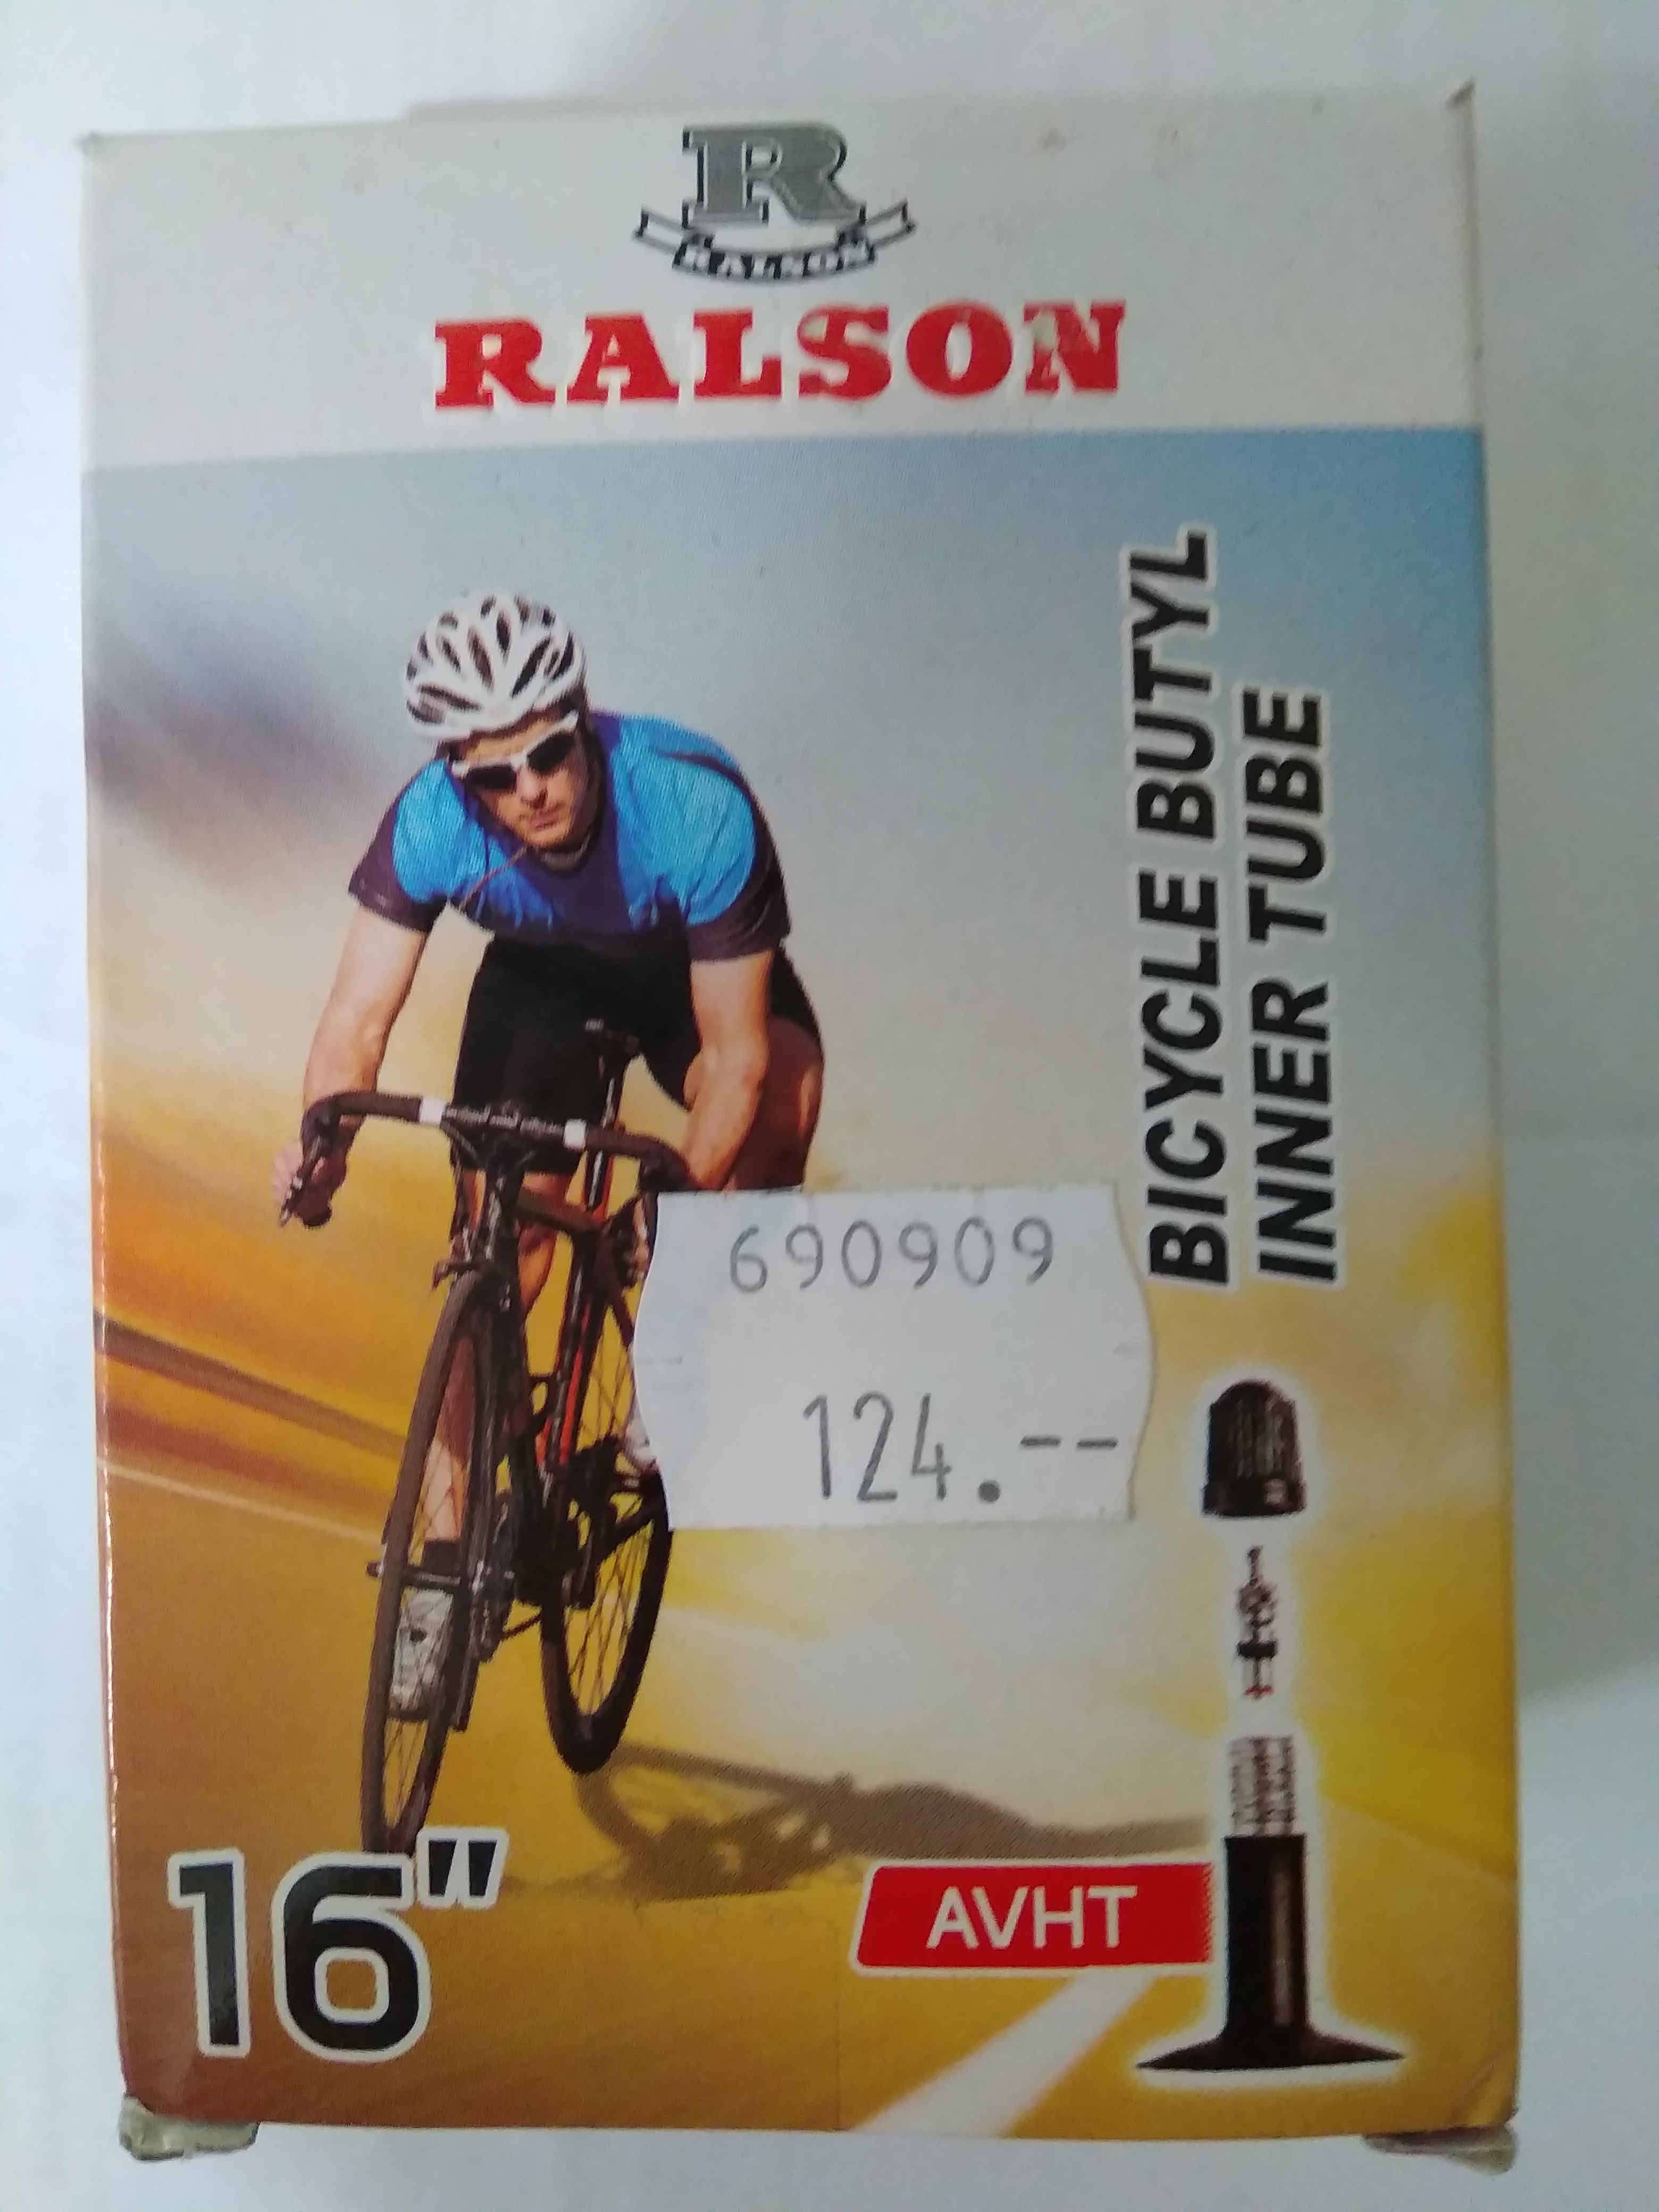 R
RALSON
RALSON
BICYCLE BUTYL
INNER TUBE
690909
124.--
AVHT
16"